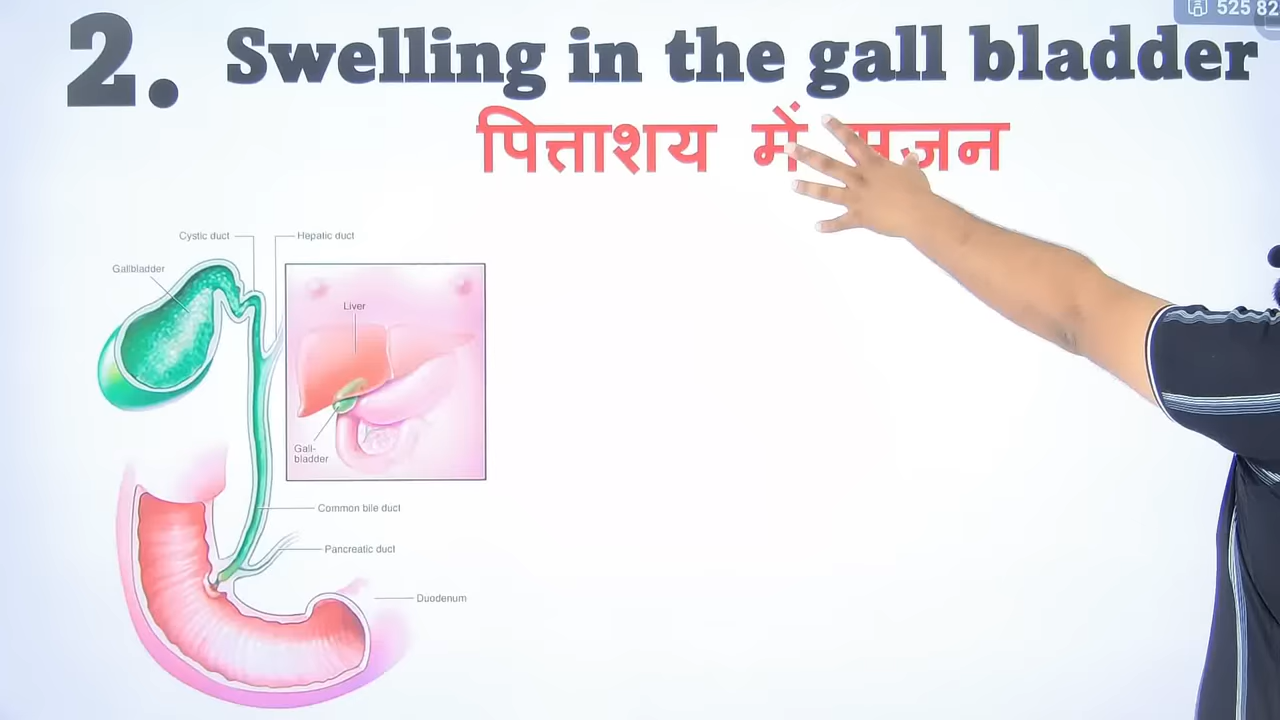 525 82
2. Swelling in the gall bladder
पित्ताशय में
Cystic duct
Hepatic duct
Gallbladder
Liver
Gall-
bladder
Common bile duct
Pancreatic duct
Duodenum